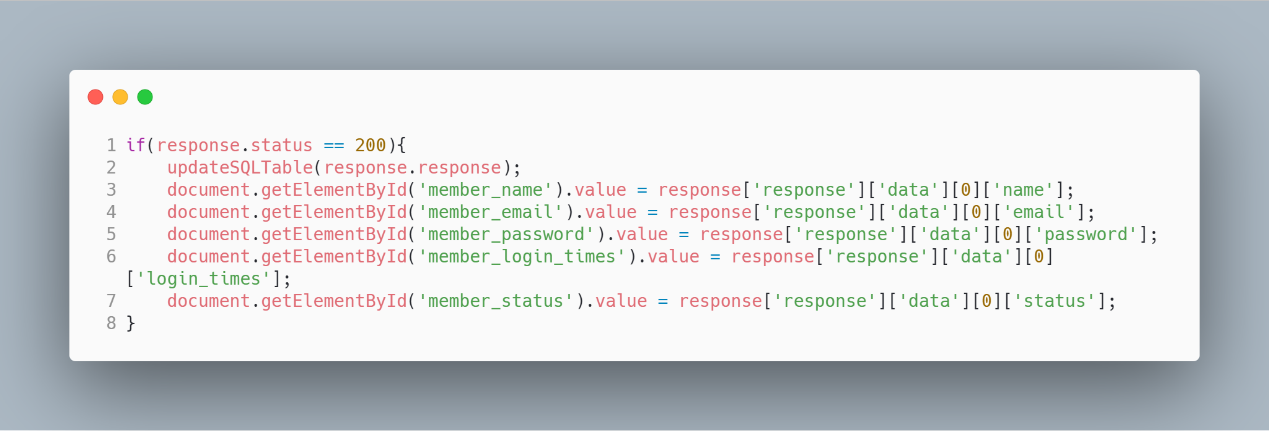 1 if(response.status == 200){
2     updateSQLTable(response.response);
3     document.getElementById('member_name').value = response['response']['data'][0]['name'];
4     document.getElementById('member_email').value = response['response']['data'][0]['email'];
5     document.getElementById('member_password').value = response['response']['data'][0]['password'];
6     document.getElementById('member_login_times').value = response['response']['data'][0]
['login_times'];
7     document.getElementById('member_status').value = response['response']['data'][0]['status'];
8 }